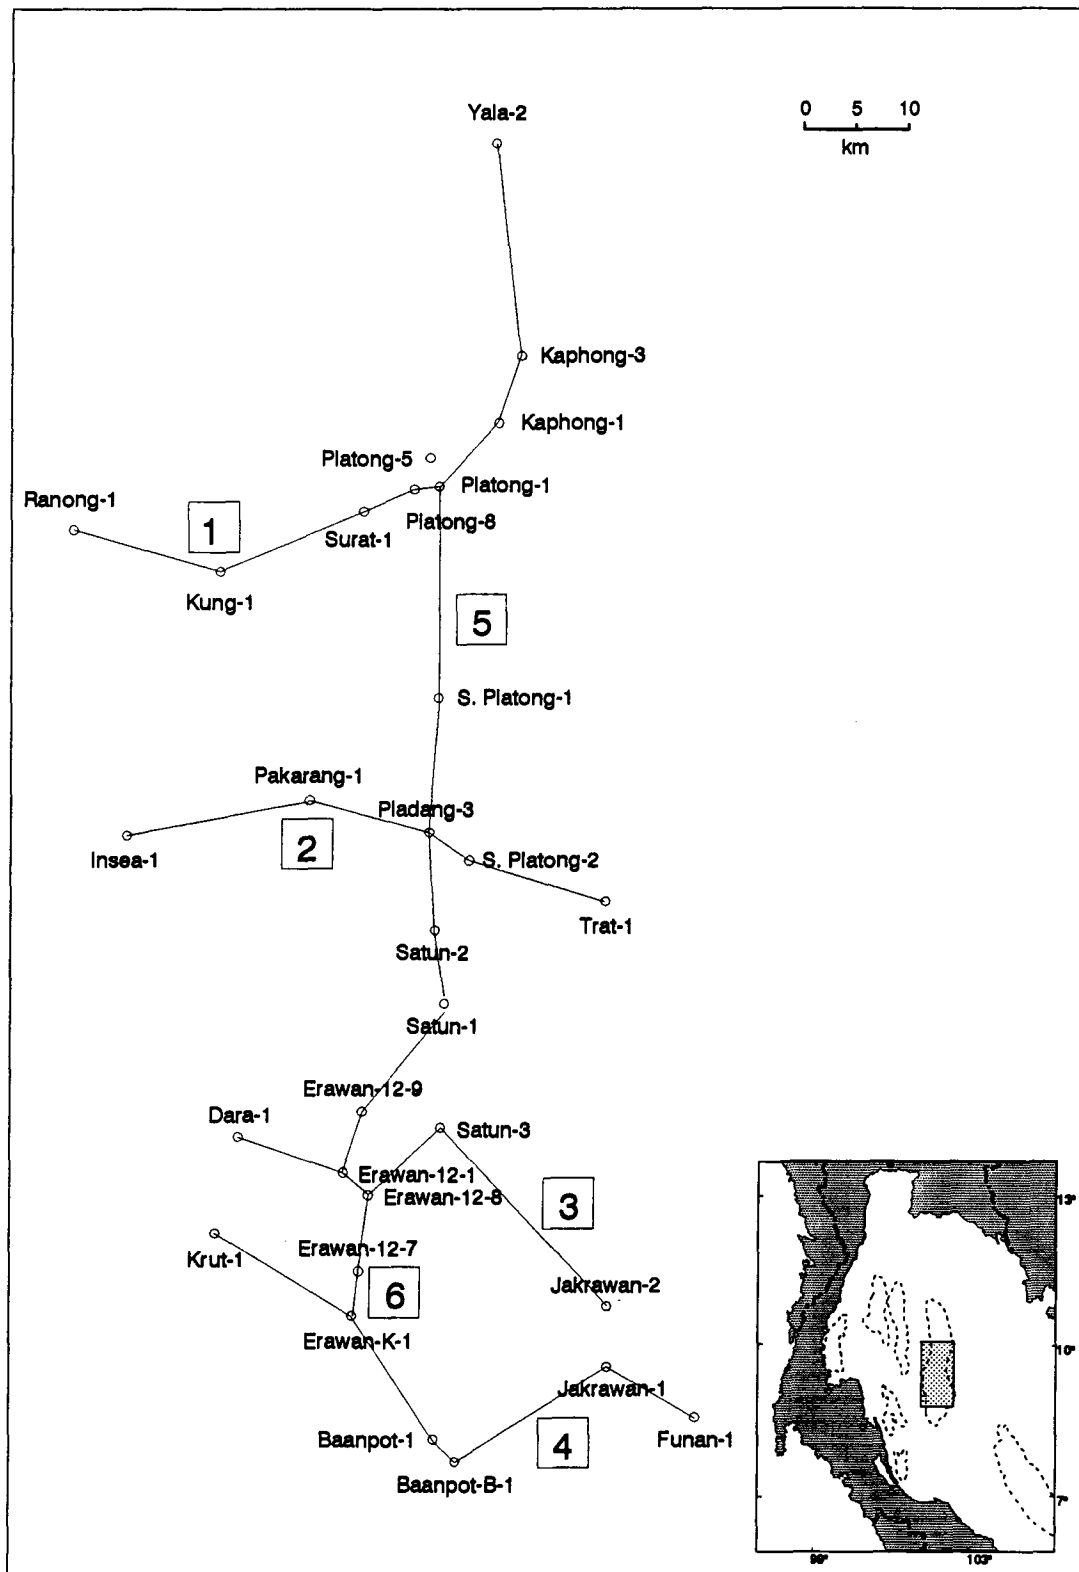 Yala-2
0 5 10
km
Kaphong-3
Kaphong-1
Platong-5
Platong-1
Ranong-1
Platong-8
1
Surat-1
Kung-1
5
S. Platong-1
Pakarang-1
Pladang-3
2
Insea-1
S. Platong-2
Trat-1
Satun-2
Satun-1
Erawan-12-9
Dara-1
Satun-3
Erawan-12-1
Erawan-12-8
3
Krut-1
Erawan-12-7
6
Jakrawan-2
Erawan-K-1
Jakrawan-1
Baanpot-1
4
Funan-1
Baanpot-B-1
13°
10°
7°
99°
103°